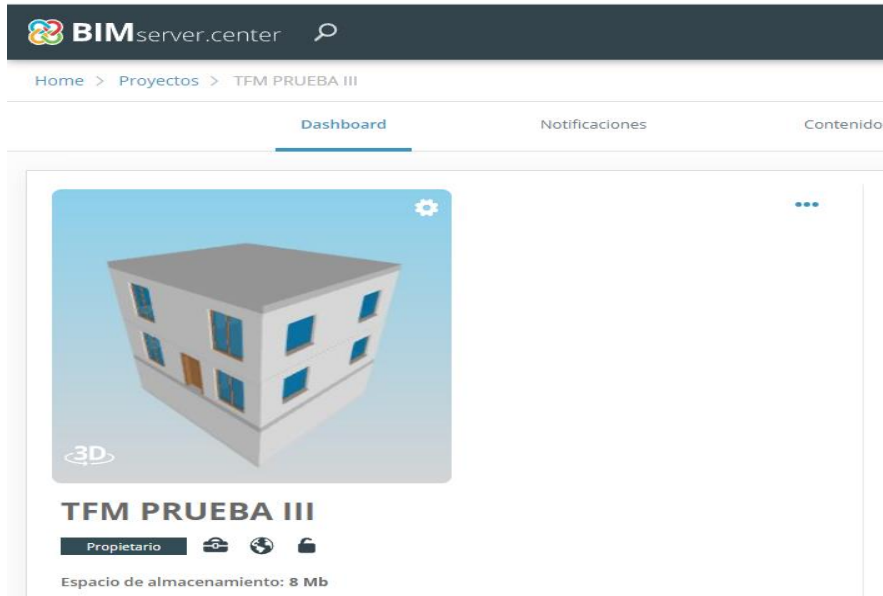 BIMserver.center
Home > Proyectos > TFM PRUEBA III
Dashboard Notificaciones Contenido
3D
TFM PRUEBA III
Propietario
Espacio de almacenamiento: 8 Mb